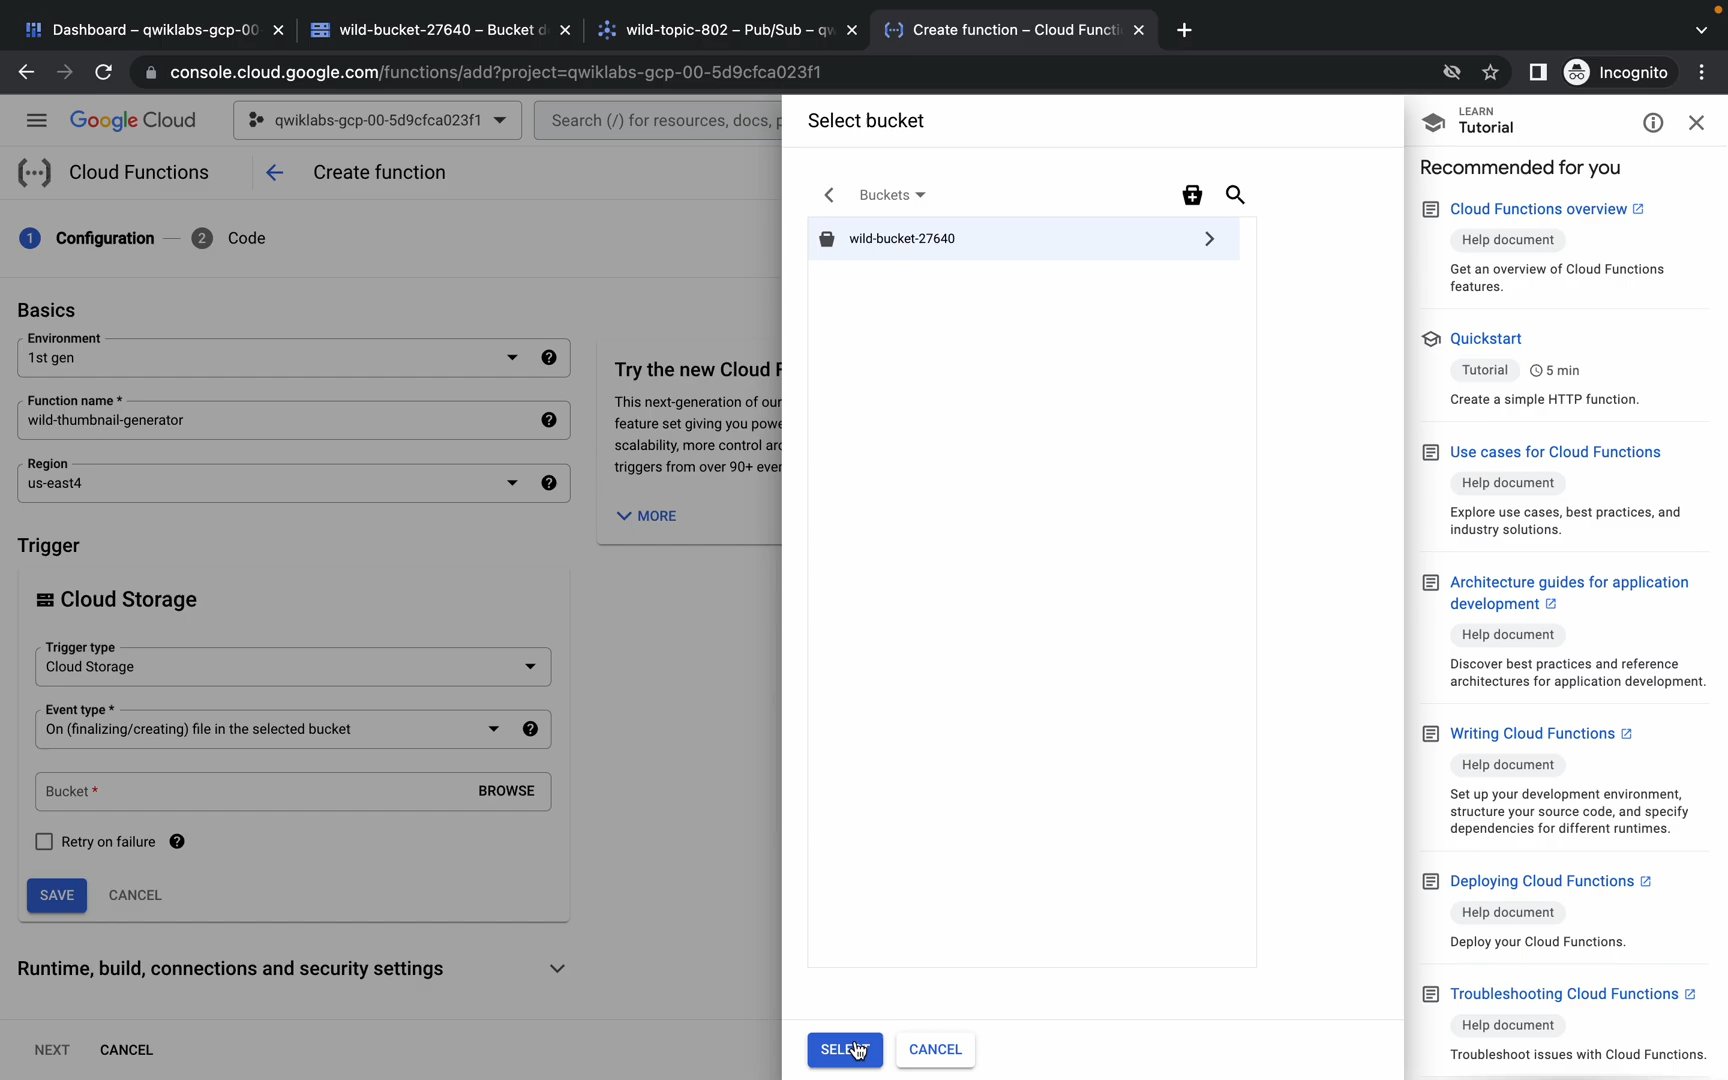 Dashboard – qwiklabs-gcp-00
wild-bucket-27640 – Bucket d
wild-topic-802 – Pub/Sub – qw
Create function – Cloud Functi
console.cloud.google.com/functions/add?project=qwiklabs-gcp-00-5d9cfca023f1
Incognito
Google Cloud
qwiklabs-gcp-00-5d9cfca023f1
Search (/) for resources, docs, p
Cloud Functions
Create function
1 Configuration — 2 Code
Basics
Environment
1st gen
Function name *
wild-thumbnail-generator
Region
us-east4
Trigger
Cloud Storage
Trigger type
Cloud Storage
Event type *
On (finalizing/creating) file in the selected bucket
Bucket *
BROWSE
Retry on failure
SAVE
CANCEL
Runtime, build, connections and security settings
NEXT
CANCEL
Try the new Cloud F
This next-generation of our
feature set giving you powe
scalability, more control aro
triggers from over 90+ ever
MORE
Select bucket
Buckets
wild-bucket-27640
SELECT
CANCEL
LEARN
Tutorial
Recommended for you
Cloud Functions overview
Help document
Get an overview of Cloud Functions
features.
Quickstart
Tutorial
5 min
Create a simple HTTP function.
Use cases for Cloud Functions
Help document
Explore use cases, best practices, and
industry solutions.
Architecture guides for application
development
Help document
Discover best practices and reference
architectures for application development.
Writing Cloud Functions
Help document
Set up your development environment,
structure your source code, and specify
dependencies for different runtimes.
Deploying Cloud Functions
Help document
Deploy your Cloud Functions.
Troubleshooting Cloud Functions
Help document
Troubleshoot issues with Cloud Functions.